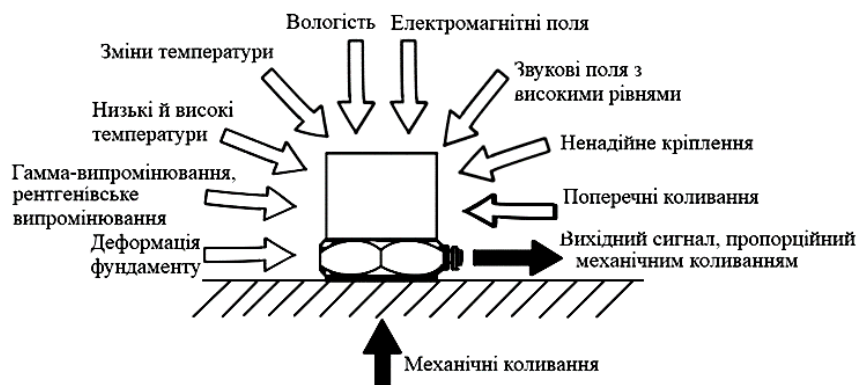 Вологість
Електромагнітні поля
Зміни температури
Звукові поля з
високими рівнями
Низькі й високі
температури
Ненадійне кріплення
Гамма-випромінювання,
рентгенівське
випромінювання
Поперечні коливання
Деформація
фундаменту
Вихідний сигнал, пропорційний
механічним коливанням
Механічні коливання